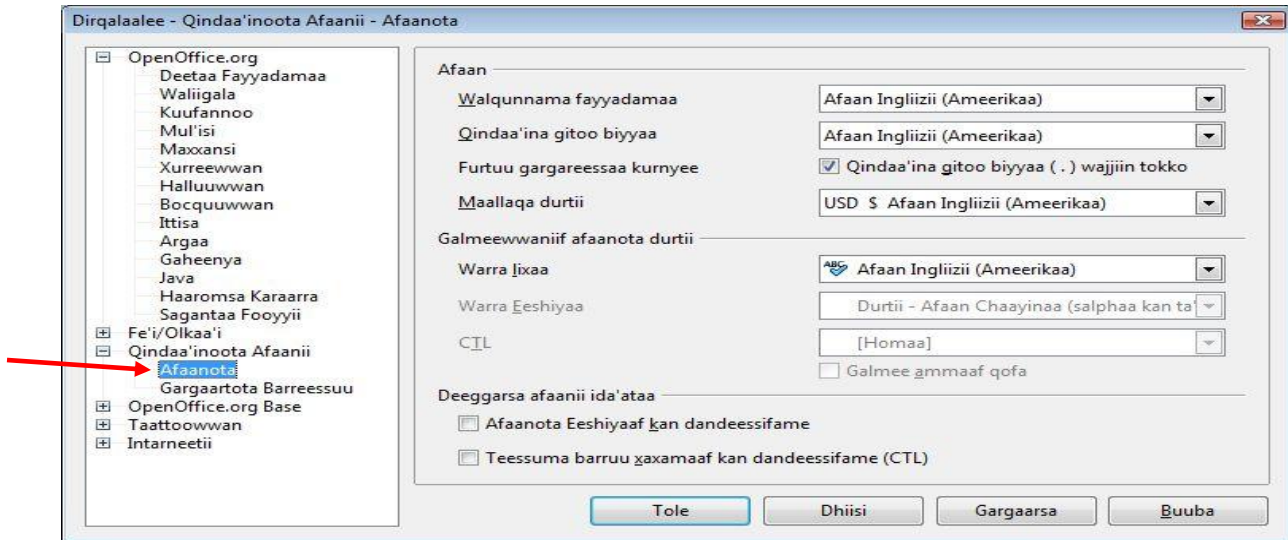 Dirqalaalee - Qindaa'inoota Afaanii - Afaanota
OpenOffice.org
Deetaa Fayyadamaa
Waliigala
Kuufannoo
Mul'isi
Maxxansi
Xurreewwan
Halluuwwan
Bocquuwwan
Ittisa
Argaa
Gaheenya
Java
Haaromsa Karaarra
Sagantaa Fooyyii
Fe'i/Olkaa'i
Qindaa'inoota Afaanii
Afaanota
Gargaartota Barreessuu
OpenOffice.org Base
Taattoowwan
Intarneetii
Afaan
Walqunnama fayyadamaa Afaan Ingliizii (Ameerikaa)
Qindaa'ina gitoo biyyaa Afaan Ingliizii (Ameerikaa)
Furtuu gargareessaa kurnyee Qindaa'ina gitoo biyyaa ( . ) wajjiin tokko
Maallaqa durtii USD $ Afaan Ingliizii (Ameerikaa)
Galmeewwaniif afaanota durtii
Warra lixaa ABC Afaan Ingliizii (Ameerikaa)
Warra Eeshiyaa Durtii - Afaan Chaayinaa (salphaa kan ta'
CTL [Homaa]
Galmee ammaaf qofa
Deeggarsa afaanii ida'ataa
Afaanota Eeshiyaaf kan dandeessifame
Teessuma barruu xaxamaaf kan dandeessifame (CTL)
Tole Dhiisi Gargaarsa Buuba